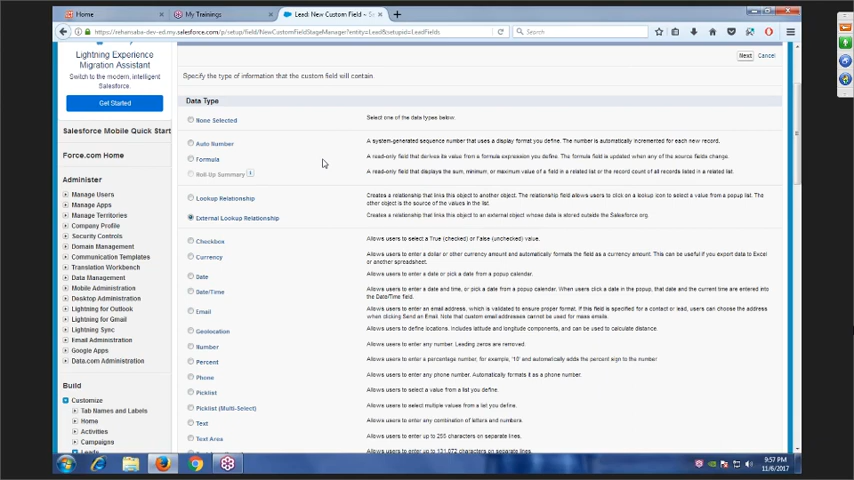 Home
My Trainings
Lead: New Custom Field ~ S
https://rehansaba-dev-ed.my.salesforce.com/p/setup/field/NewCustomFieldStageManager?entity=Lead&setupid=LeadFields
Search
Lightning Experience
Migration Assistant
Switch to the modern, intelligent
Salesforce.
Get Started
Salesforce Mobile Quick Start
Force.com Home
Administer
Manage Users
Manage Apps
Manage Territories
Company Profile
Security Controls
Domain Management
Communication Templates
Translation Workbench
Data Management
Mobile Administration
Desktop Administration
Lightning for Outlook
Lightning for Gmail
Lightning Sync
Email Administration
Google Apps
Data.com Administration
Build
Customize
Tab Names and Labels
Home
Activities
Campaigns
Leads
Next Cancel
Specify the type of information that the custom field will contain.
Data Type
None Selected Select one of the data types below.
Auto Number A system-generated sequence number that uses a display format you define. The number is automatically incremented for each new record.
Formula A read-only field that derives its value from a formula expression you define. The formula field is updated when any of the source fields change.
Roll-Up Summary A read-only field that displays the sum, minimum, or maximum value of a field in a related list or the record count of all records listed in a related list.
Lookup Relationship Creates a relationship that links this object to another object. The relationship field allows users to click on a lookup icon to select a value from a popup list. The
other object is the source of the values in the list.
External Lookup Relationship Creates a relationship that links this object to an external object whose data is stored outside the Salesforce org.
Checkbox Allows users to select a True (checked) or False (unchecked) value.
Currency Allows users to enter a dollar or other currency amount and automatically formats the field as a currency amount. This can be useful if you export data to Excel
or another spreadsheet.
Date Allows users to enter a date or pick a date from a popup calendar.
Date/Time Allows users to enter a date and time, or pick a date from a popup calendar. When users click a date in the popup, that date and the current time are entered into
the Date/Time field.
Email Allows users to enter an email address, which is validated to ensure proper format. If this field is specified for a contact or lead, users can choose the address
when clicking Send an Email. Note that custom email addresses cannot be used for mass emails.
Geolocation Allows users to define locations. Includes latitude and longitude components, and can be used to calculate distance.
Number Allows users to enter any number. Leading zeros are removed.
Percent Allows users to enter a percentage number, for example, '10' and automatically adds the percent sign to the number
Phone Allows users to enter any phone number. Automatically formats it as a phone number.
Picklist Allows users to select a value from a list you define.
Picklist (Multi-Select) Allows users to select multiple values from a list you define.
Text Allows users to enter any combination of letters and numbers.
Text Area Allows users to enter up to 255 characters on separate lines.
Allows users to enter up to 131,072 characters on separate lines.
9:57 PM
11/6/2017